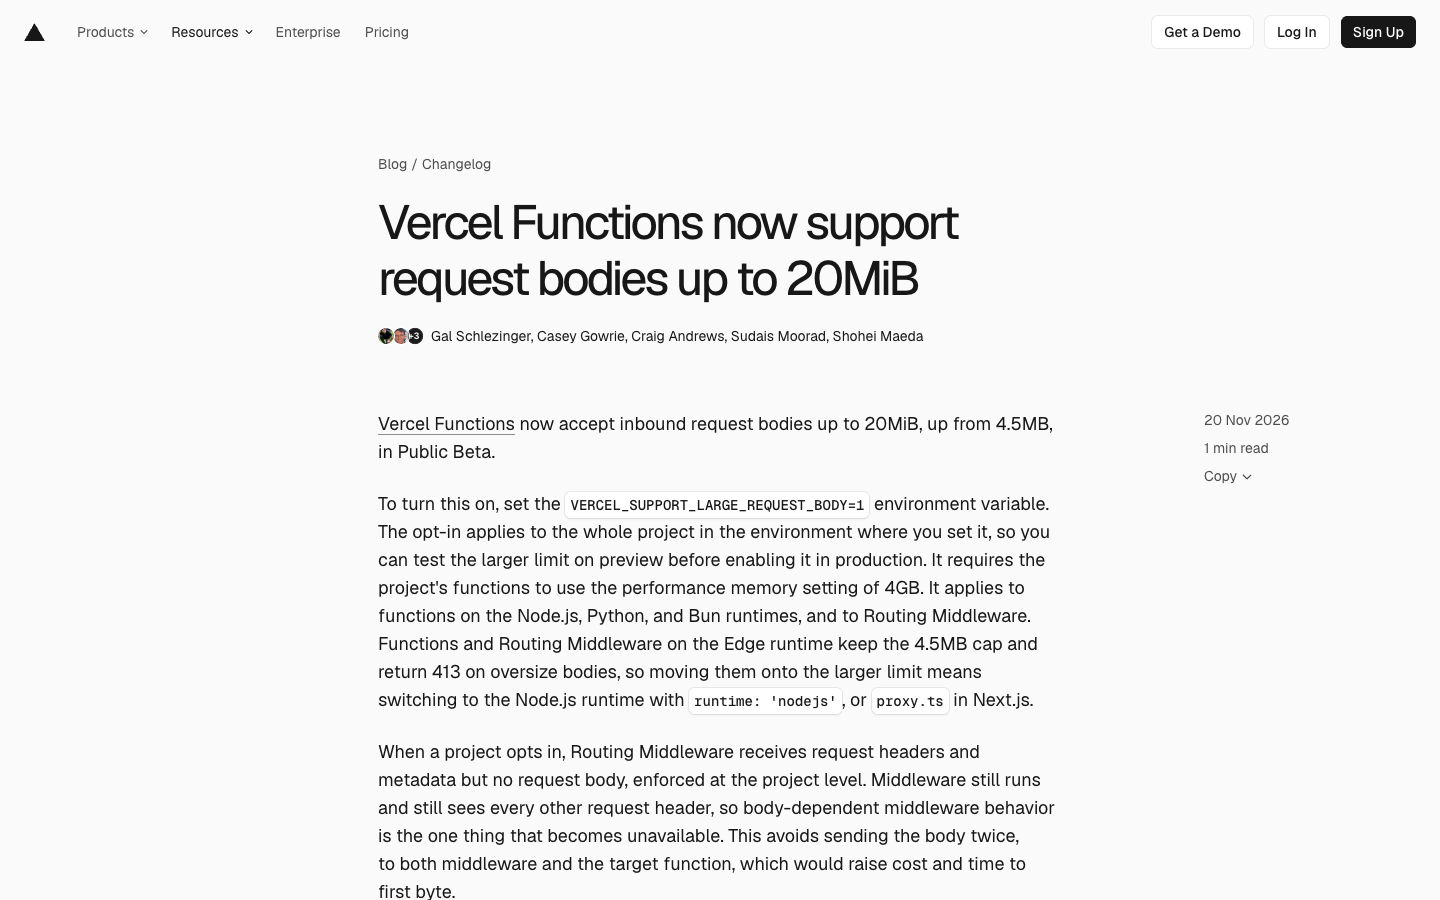 Products
Resources
Enterprise
Pricing
Get a Demo
Log In
Sign Up
Blog / Changelog
Vercel Functions now support
request bodies up to 20MiB
+3
Gal Schlezinger, Casey Gowrie, Craig Andrews, Sudais Moorad, Shohei Maeda
Vercel Functions now accept inbound request bodies up to 20MiB, up from 4.5MB,
in Public Beta.
20 Nov 2026
1 min read
Copy
To turn this on, set the VERCEL_SUPPORT_LARGE_REQUEST_BODY=1 environment variable.
The opt-in applies to the whole project in the environment where you set it, so you
can test the larger limit on preview before enabling it in production. It requires the
project's functions to use the performance memory setting of 4GB. It applies to
functions on the Node.js, Python, and Bun runtimes, and to Routing Middleware.
Functions and Routing Middleware on the Edge runtime keep the 4.5MB cap and
return 413 on oversize bodies, so moving them onto the larger limit means
switching to the Node.js runtime with runtime: 'nodejs', or proxy.ts in Next.js.
When a project opts in, Routing Middleware receives request headers and
metadata but no request body, enforced at the project level. Middleware still runs
and still sees every other request header, so body-dependent middleware behavior
is the one thing that becomes unavailable. This avoids sending the body twice,
to both middleware and the target function, which would raise cost and time to
first byte.